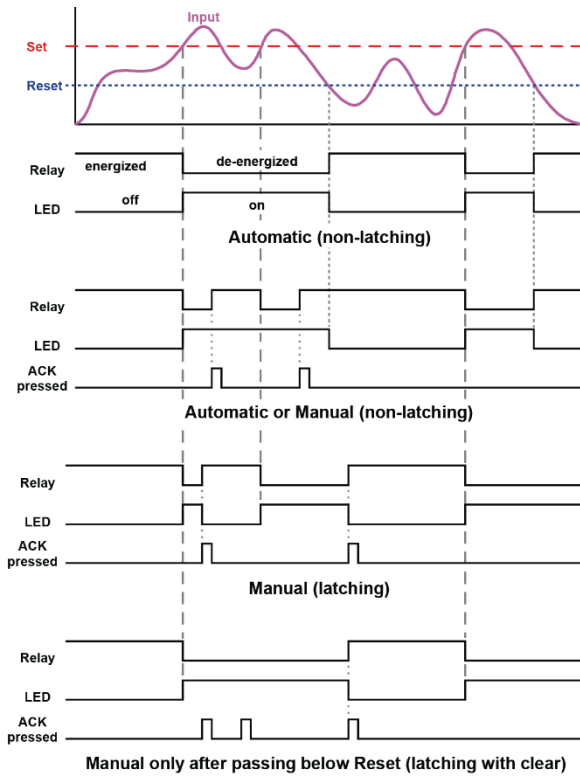 Input
Set
Reset
energized
de-energized
Relay
LED
off
on
Automatic (non-latching)
Relay
LED
ACK
pressed
Automatic or Manual (non-latching)
Relay
LED
ACK
pressed
Manual (latching)
Relay
LED
ACK
pressed
Manual only after passing below Reset (latching with clear)